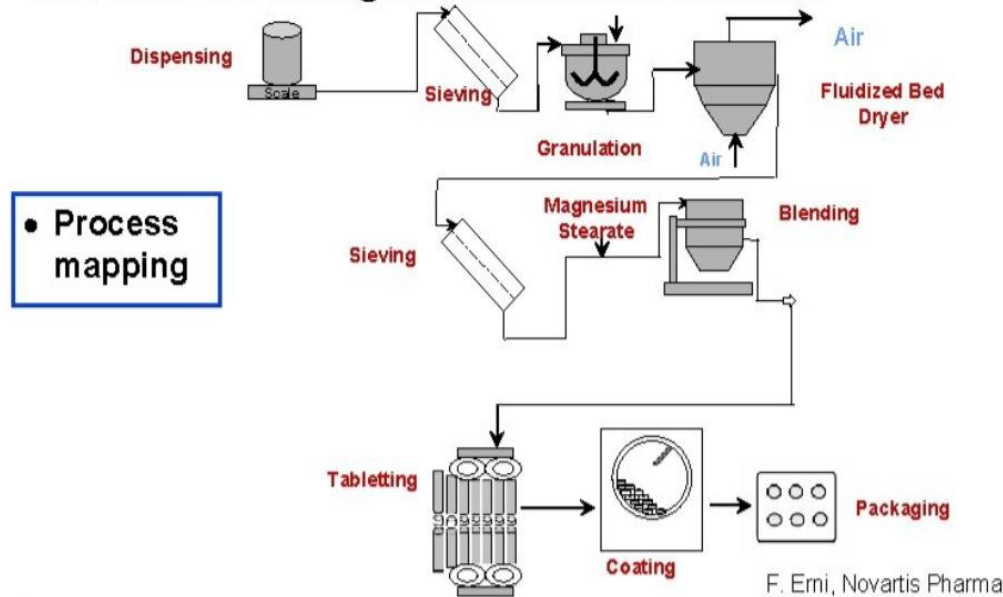 Dispensing
Scale
Sieving
Granulation
Air
Fluidized Bed
Dryer
Air
• Process
mapping
Sieving
Magnesium
Stearate
Blending
Tabletting
Coating
Packaging
F. Erni, Novartis Pharma